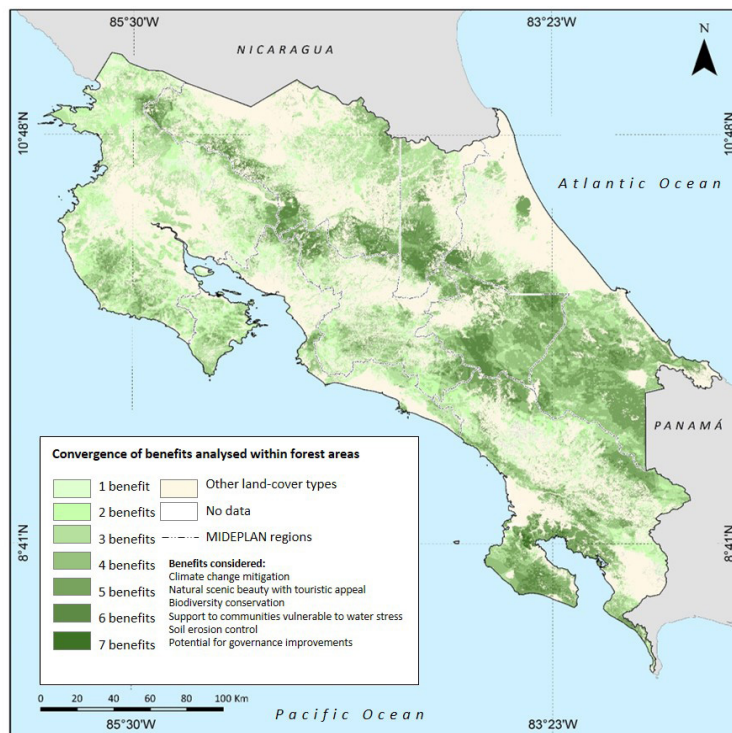 85°30'W
83°23'W
NICARAGUA
N
10°48'N
10°48'N
Atlantic Ocean
PANAMÁ
Convergence of benefits analysed within forest areas
1 benefit
2 benefits
3 benefits
4 benefits
5 benefits
6 benefits
7 benefits
Other land-cover types
No data
MIDEPLAN regions
Benefits considered:
Climate change mitigation
Natural scenic beauty with touristic appeal
Biodiversity conservation
Support to communities vulnerable to water stress
Soil erosion control
Potential for governance improvements
8°41'N
8°41'N
0 20 40 60 80 100 Km
85°30'W
83°23'W
Pacific Ocean